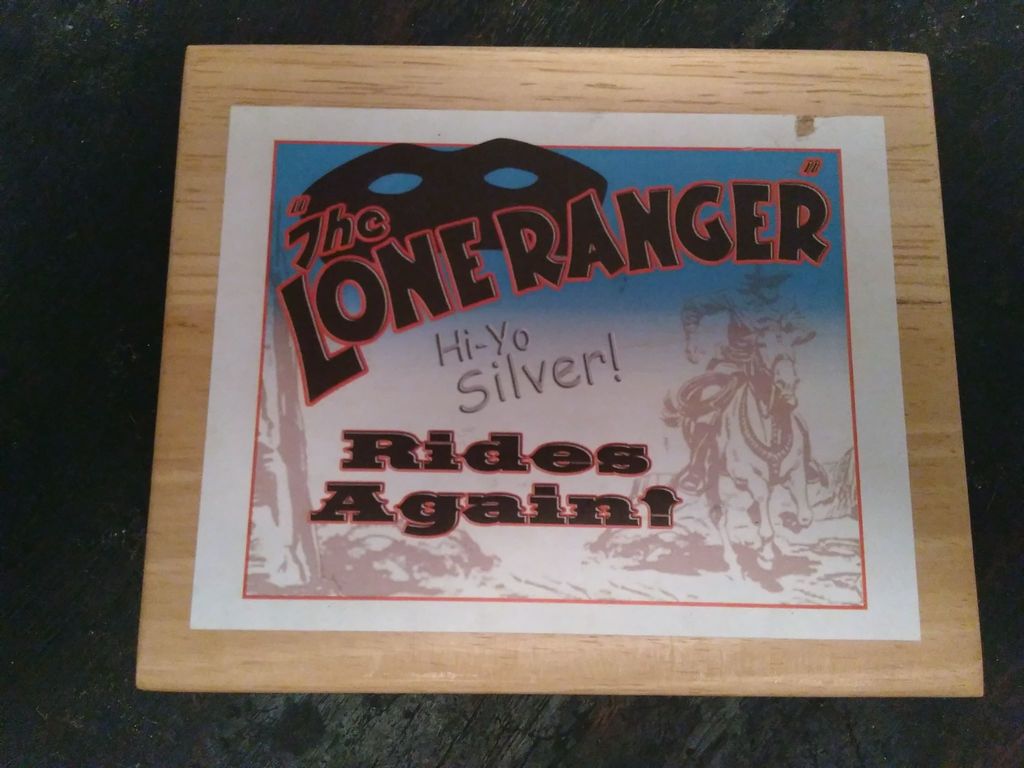 "The
LONE RANGER"
Hi-Yo
Silver!
Rides
Again!